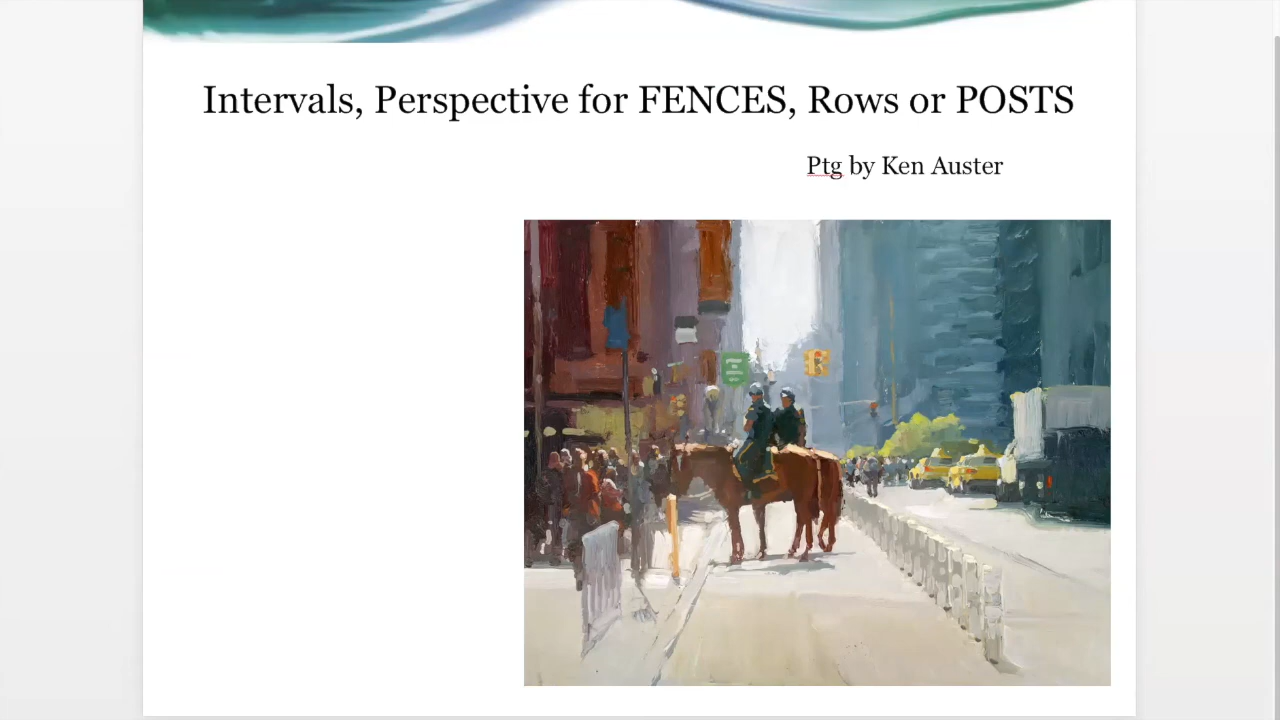 Intervals, Perspective for FENCES, Rows or POSTS
Ptg by Ken Auster